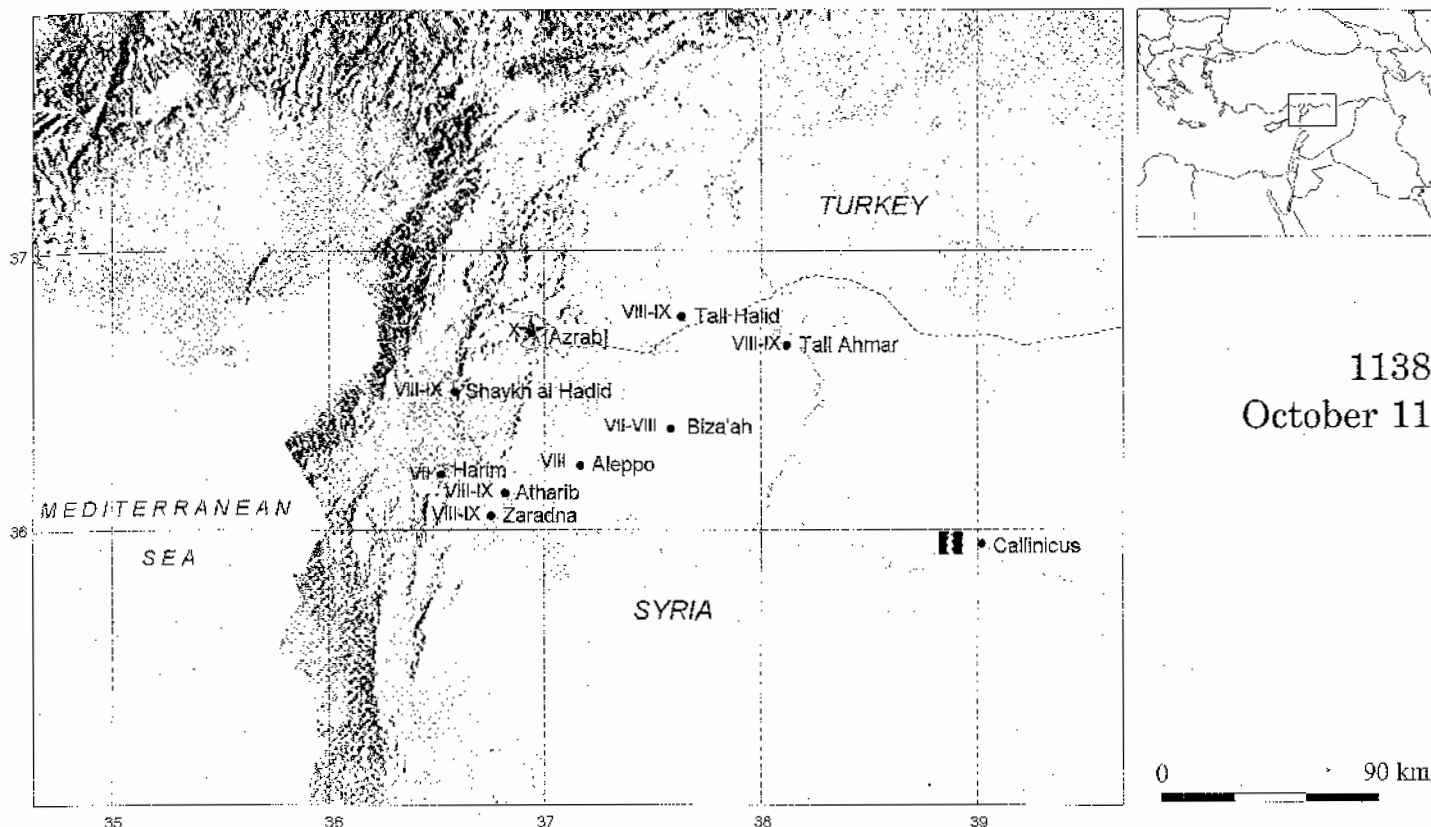 TURKEY
37
VIII-IX Tall Halid
X [Azrab]
VIII-IX Tall Ahmar
1138
October 11
VIII-IX Shaykh al Hadid
VII-VIII Biza'ah
VIII Aleppo
VII Harim
VIII-IX Atharib
MEDITERRANEAN
VIII-IX Zaradna
36
Callinicus
SEA
SYRIA
0 90 km
35 36 37 38 39